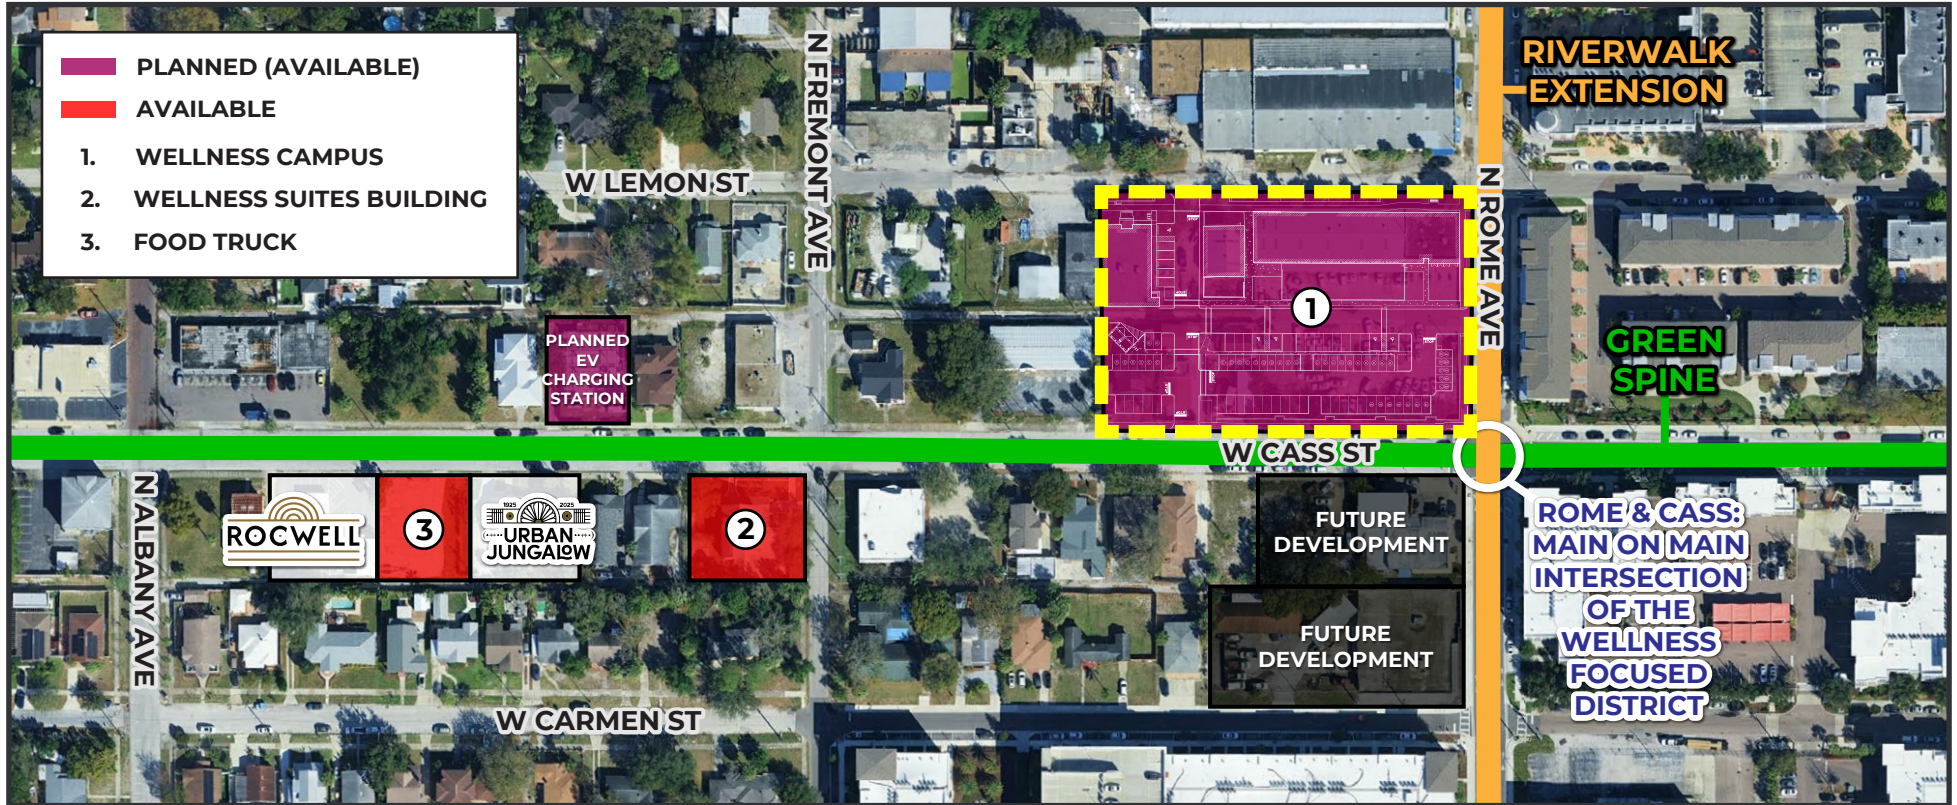 PLANNED (AVAILABLE)
AVAILABLE
1. WELLNESS CAMPUS
2. WELLNESS SUITES BUILDING
3. FOOD TRUCK
N FREMONT AVE
W LEMON ST
RIVERWALK
EXTENSION
N ROME AVE
1
PLANNED
EV
CHARGING
STATION
GREEN
SPINE
W CASS ST
N ALBANY AVE
ROCWELL
3
1925 2025
URBAN
JUNGALOW
2
FUTURE
DEVELOPMENT
FUTURE
DEVELOPMENT
ROME & CASS:
MAIN ON MAIN
INTERSECTION
OF THE
WELLNESS
FOCUSED
DISTRICT
W CARMEN ST